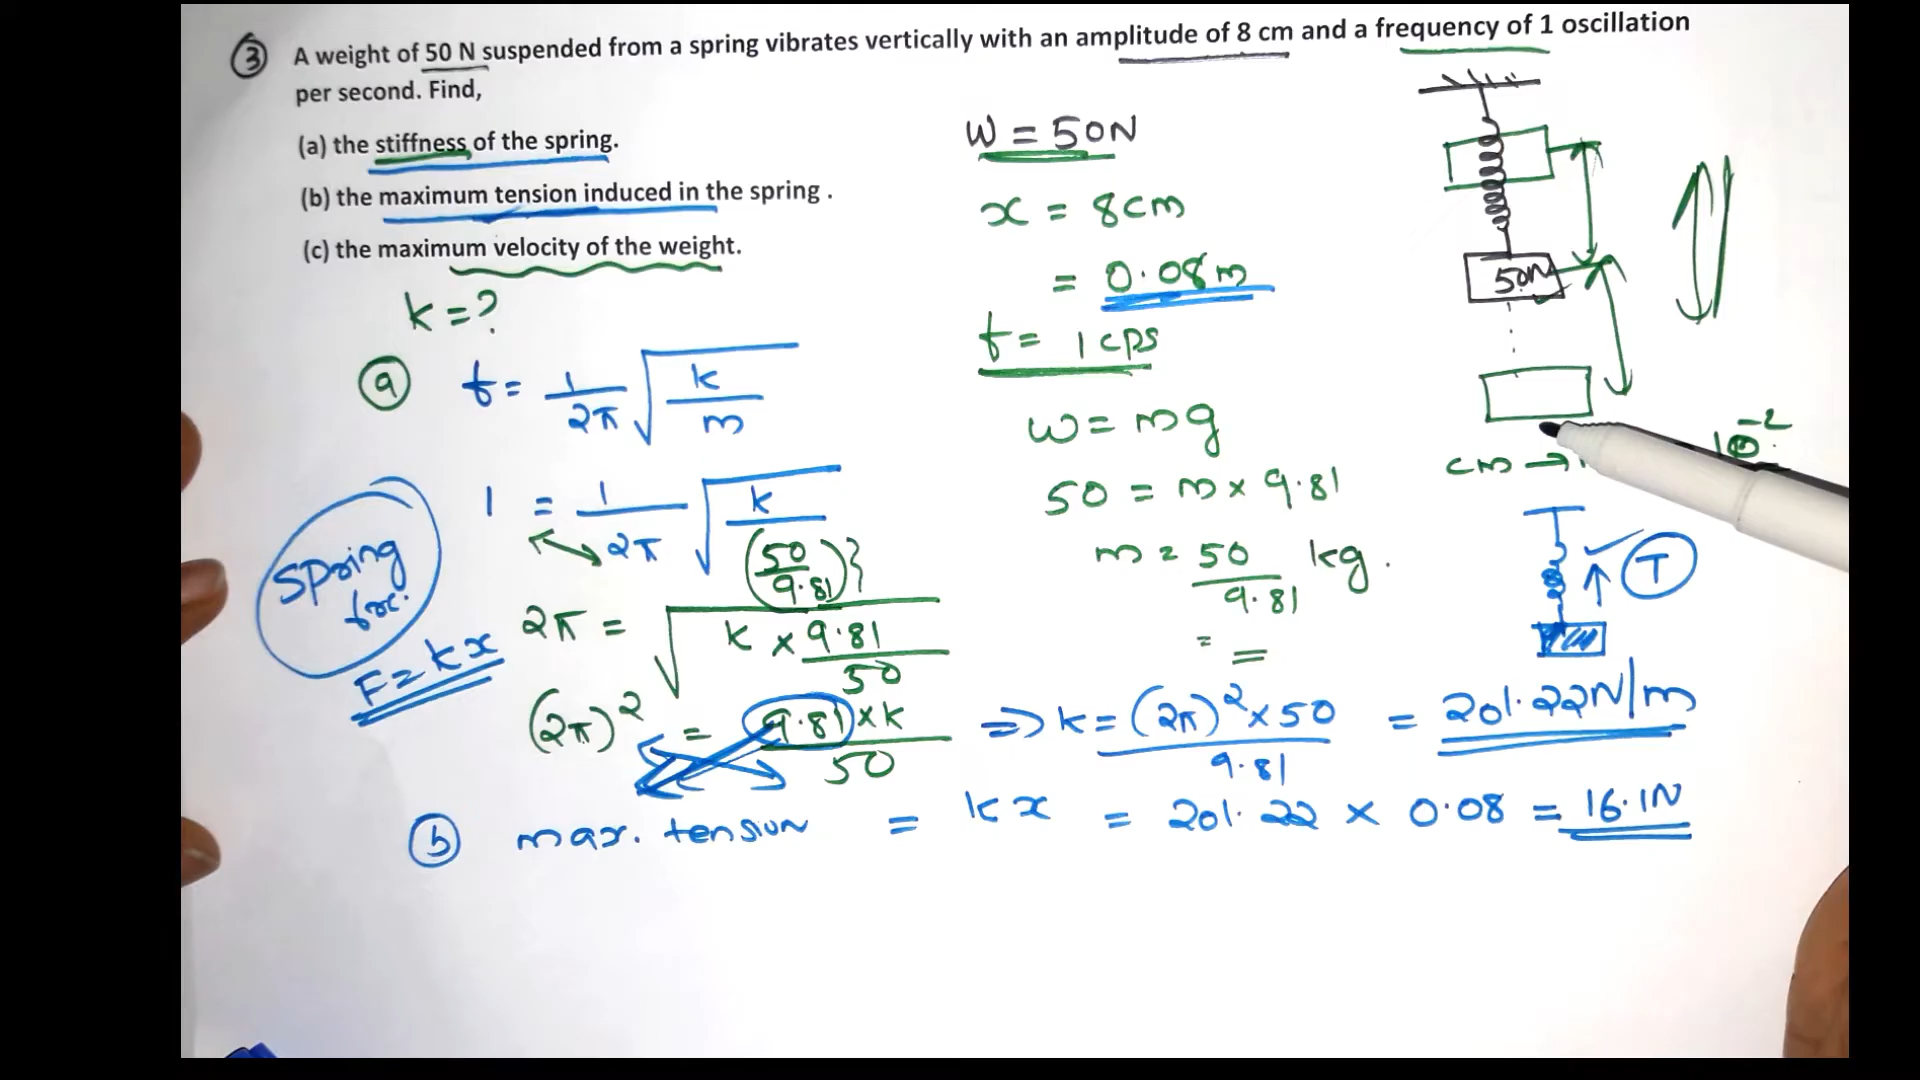 ③ A weight of 50 N suspended from a spring vibrates vertically with an amplitude of 8 cm and a frequency of 1 oscillation
per second. Find,
(a) the stiffness of the spring.
(b) the maximum tension induced in the spring .
(c) the maximum velocity of the weight.
W = 50N
x = 8cm
= 0.08m
f = 1 cps
w = mg
50 = m × 9.81
m = 50/9.81 kg.
= =
50N
cm →
10⁻²
T
k = ?
ⓐ f = 1/2π √(k/m)
1 = 1/2π √(k/(50/9.81))
2π = √(k × 9.81/50)
(2π)² = 9.81 × k / 50
⇒ k = (2π)² × 50 / 9.81 = 201.22 N/m
Spring
for.
F = kx
ⓑ max. tension = kx = 201.22 × 0.08 = 16.1N